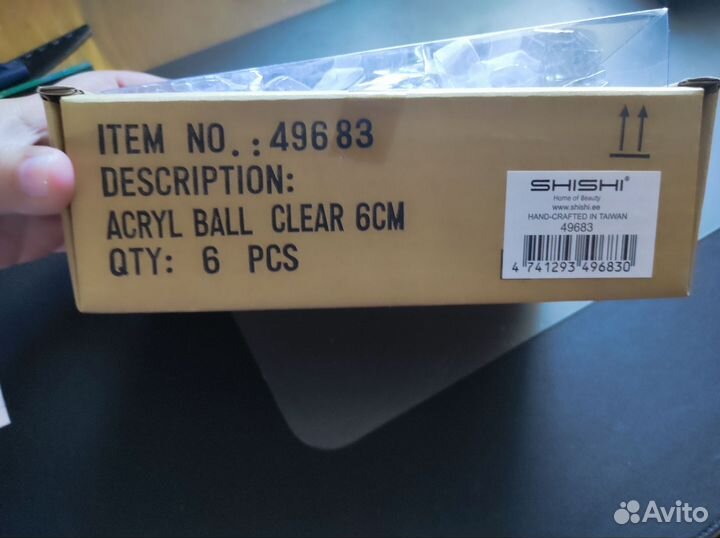 ITEM NO.: 49683
DESCRIPTION:
ACRYL BALL CLEAR 6CM
QTY: 6 PCS
SHISHI®
Home of Beauty
www.shishi.ee
HAND-CRAFTED IN TAIWAN
49683
4 741293 496830
Avito